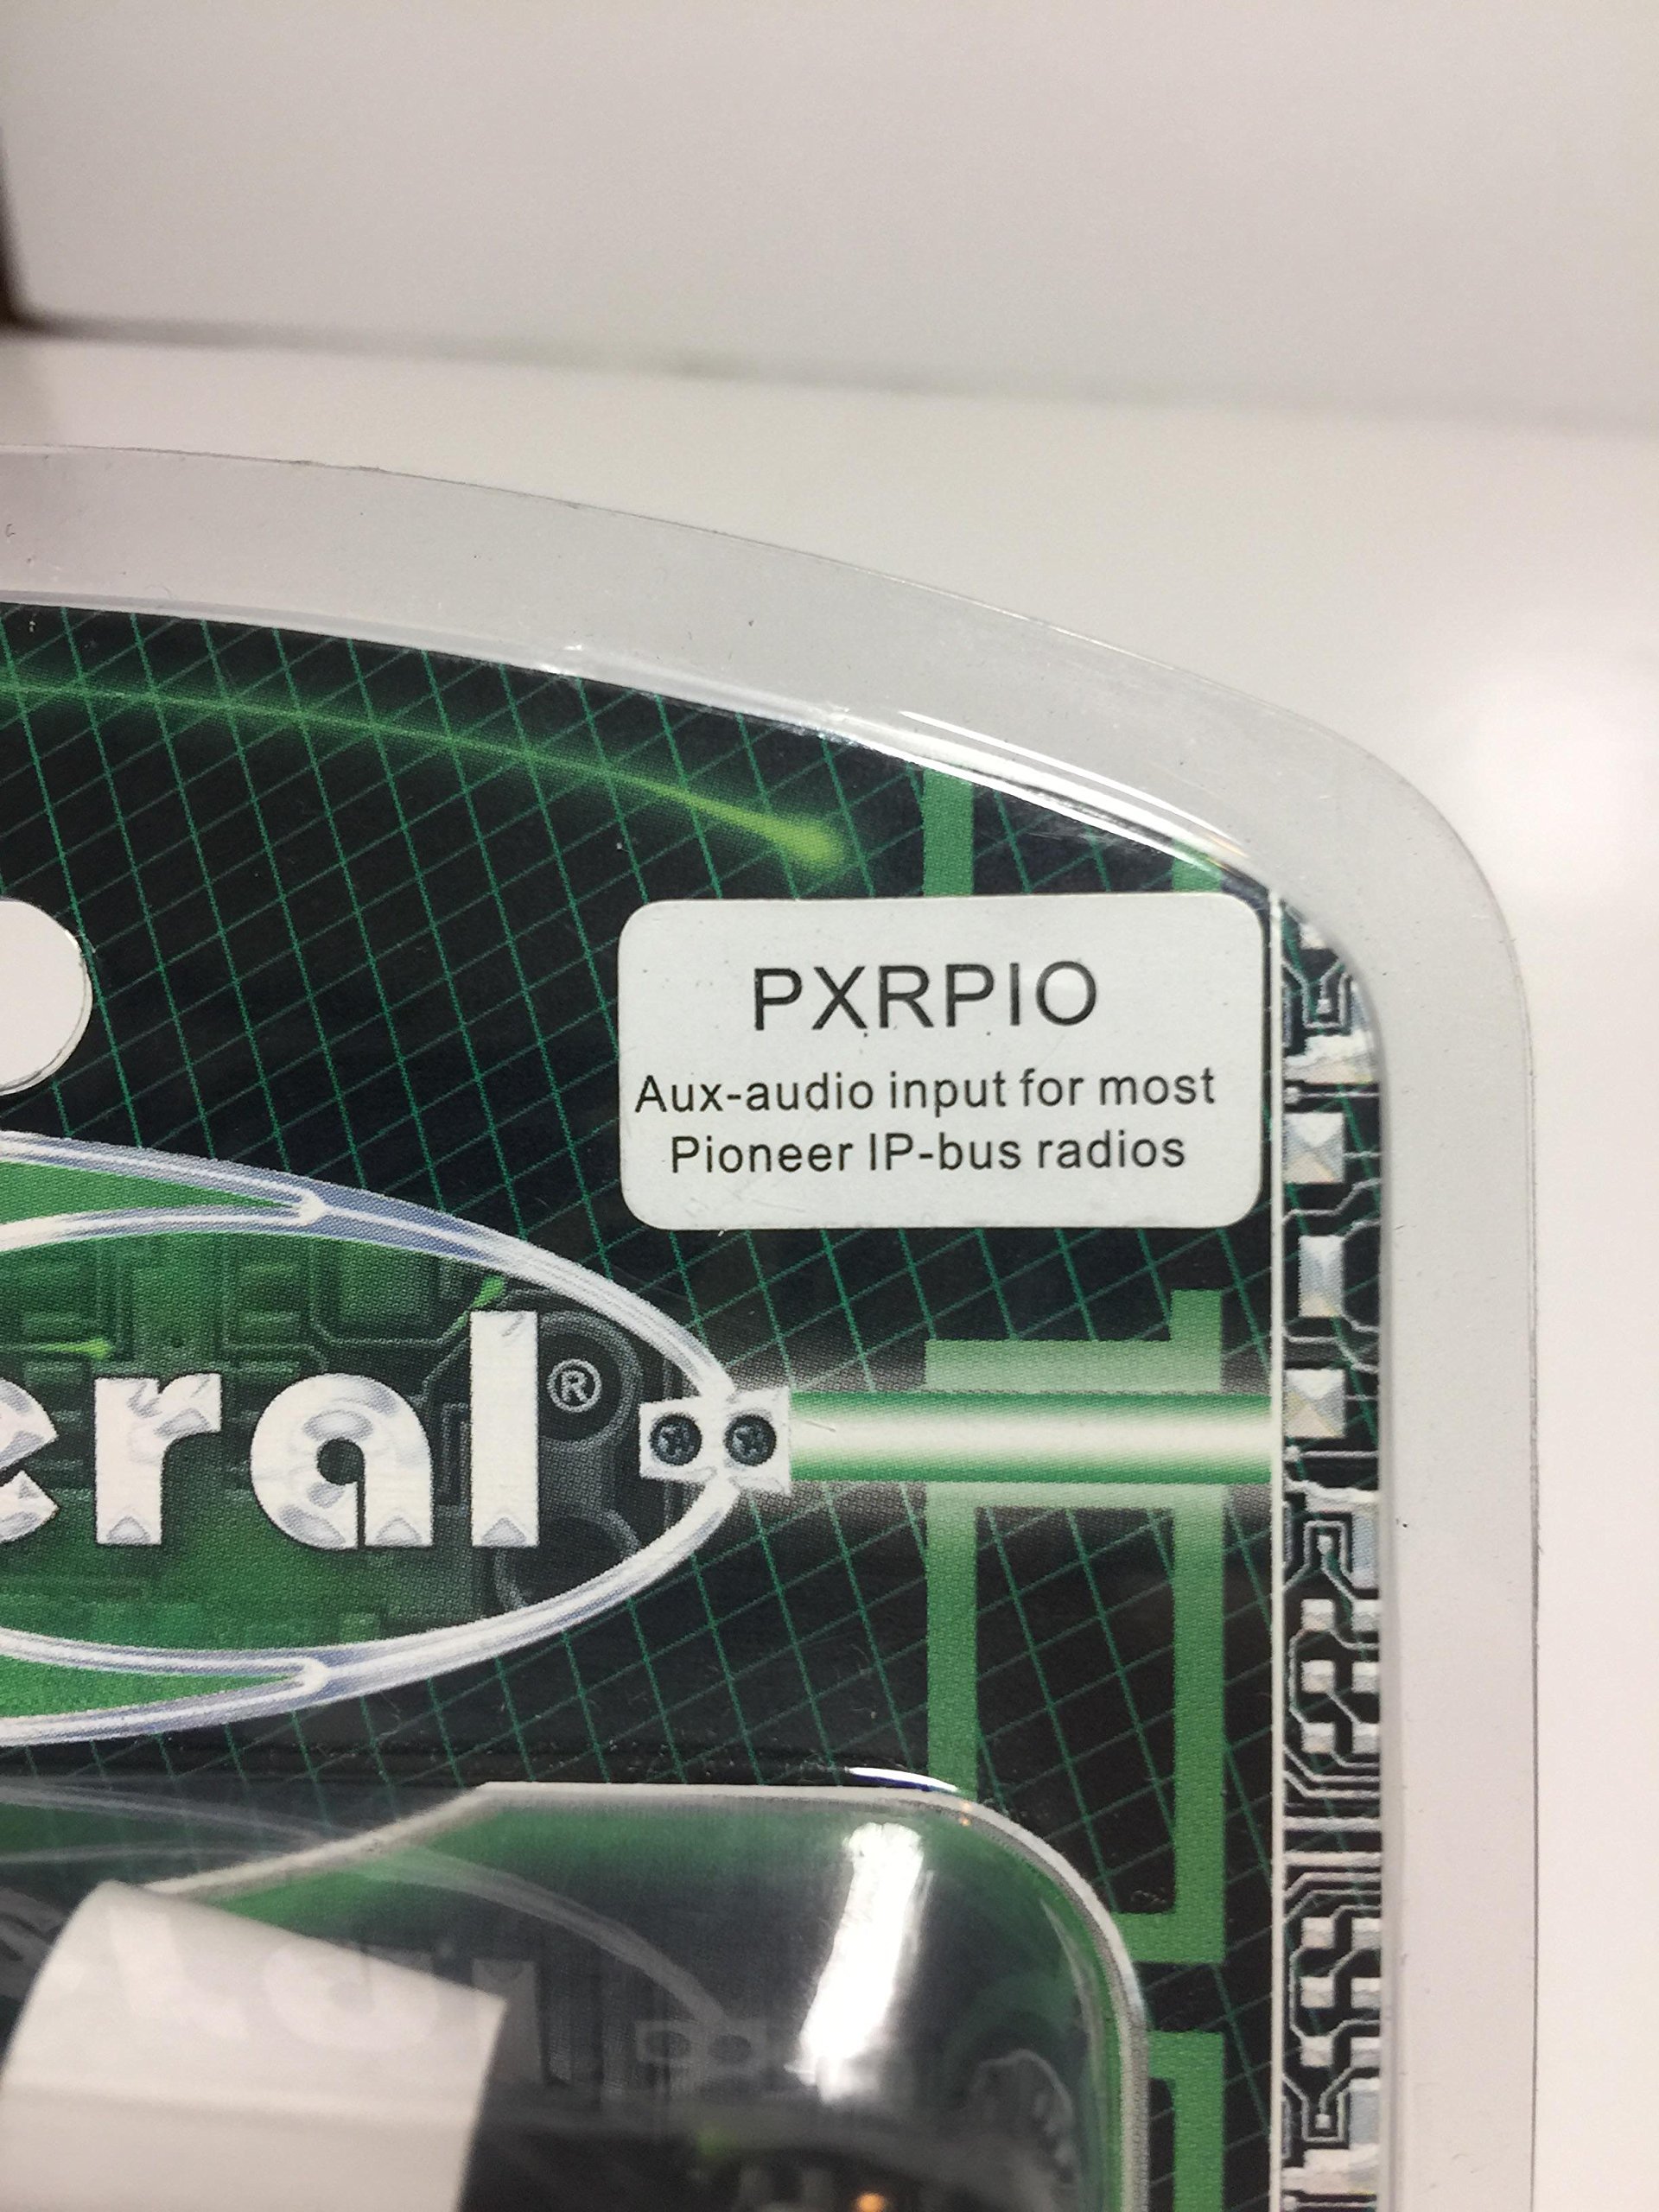 PXRPIO
Aux-audio input for most
Pioneer IP-bus radios
eral®